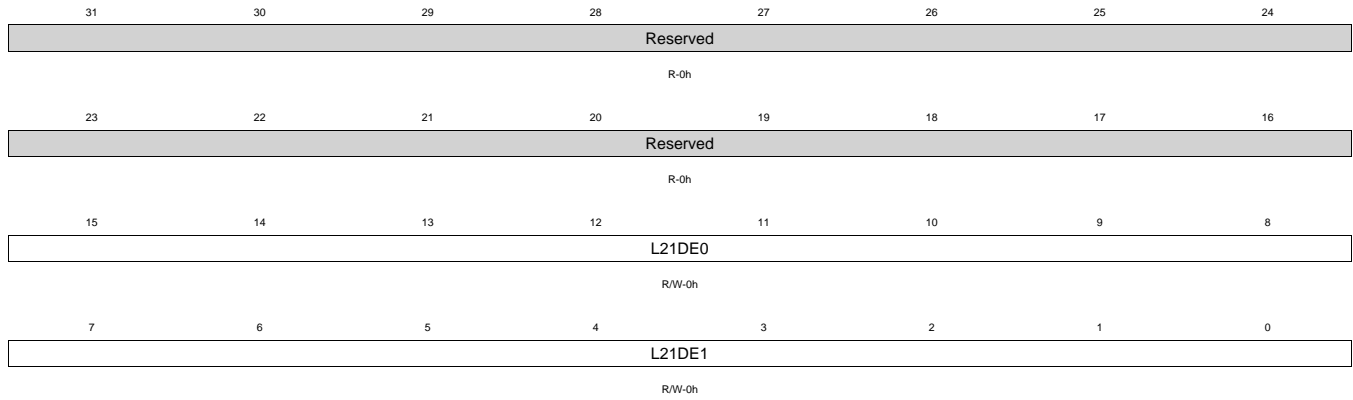 31 30 29 28 27 26 25 24
Reserved
R-0h
23 22 21 20 19 18 17 16
Reserved
R-0h
15 14 13 12 11 10 9 8
L21DE0
R/W-0h
7 6 5 4 3 2 1 0
L21DE1
R/W-0h